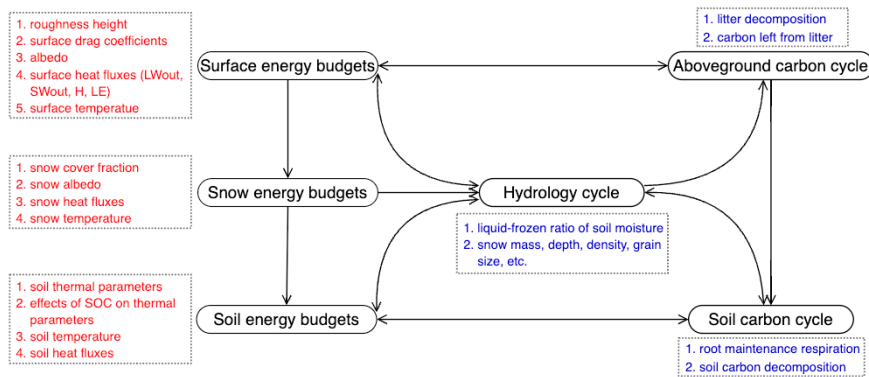 1. roughness height
2. surface drag coefficients
3. albedo
4. surface heat fluxes (LWout,
SWout, H, LE)
5. surface temperatue
Surface energy budgets
1. litter decomposition
2. carbon left from litter
Aboveground carbon cycle
1. snow cover fraction
2. snow albedo
3. snow heat fluxes
4. snow temperature
Snow energy budgets
Hydrology cycle
1. liquid-frozen ratio of soil moisture
2. snow mass, depth, density, grain
size, etc.
1. soil thermal parameters
2. effects of SOC on thermal
parameters
3. soil temperature
4. soil heat fluxes
Soil energy budgets
Soil carbon cycle
1. root maintenance respiration
2. soil carbon decomposition